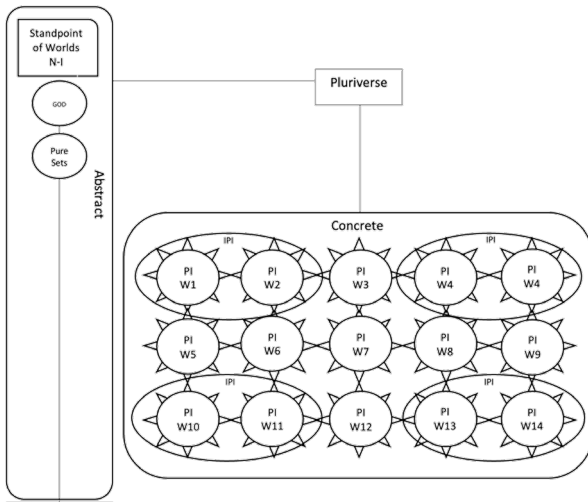 Standpoint
of Worlds
N-I
GOD
Pure
Sets
Abstract
Pluriverse
Concrete
IPI
IPI
PI
W1
PI
W2
PI
W3
PI
W4
PI
W4
PI
W5
PI
W6
PI
W7
PI
W8
PI
W9
IPI
IPI
PI
W10
PI
W11
PI
W12
PI
W13
PI
W14